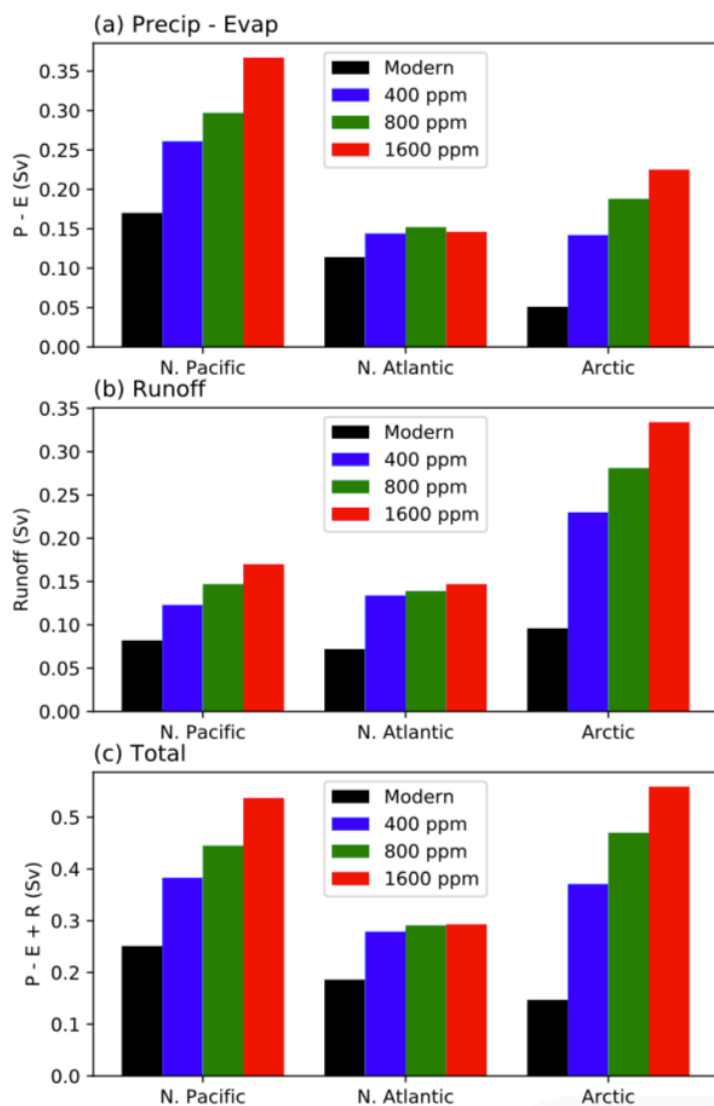 (a) Precip - Evap
P - E (Sv)
0.35
0.30
0.25
0.20
0.15
0.10
0.05
0.00
Modern
400 ppm
800 ppm
1600 ppm
N. Pacific N. Atlantic Arctic
(b) Runoff
Runoff (Sv)
0.35
0.30
0.25
0.20
0.15
0.10
0.05
0.00
Modern
400 ppm
800 ppm
1600 ppm
N. Pacific N. Atlantic Arctic
(c) Total
P - E + R (Sv)
0.5
0.4
0.3
0.2
0.1
0.0
Modern
400 ppm
800 ppm
1600 ppm
N. Pacific N. Atlantic Arctic